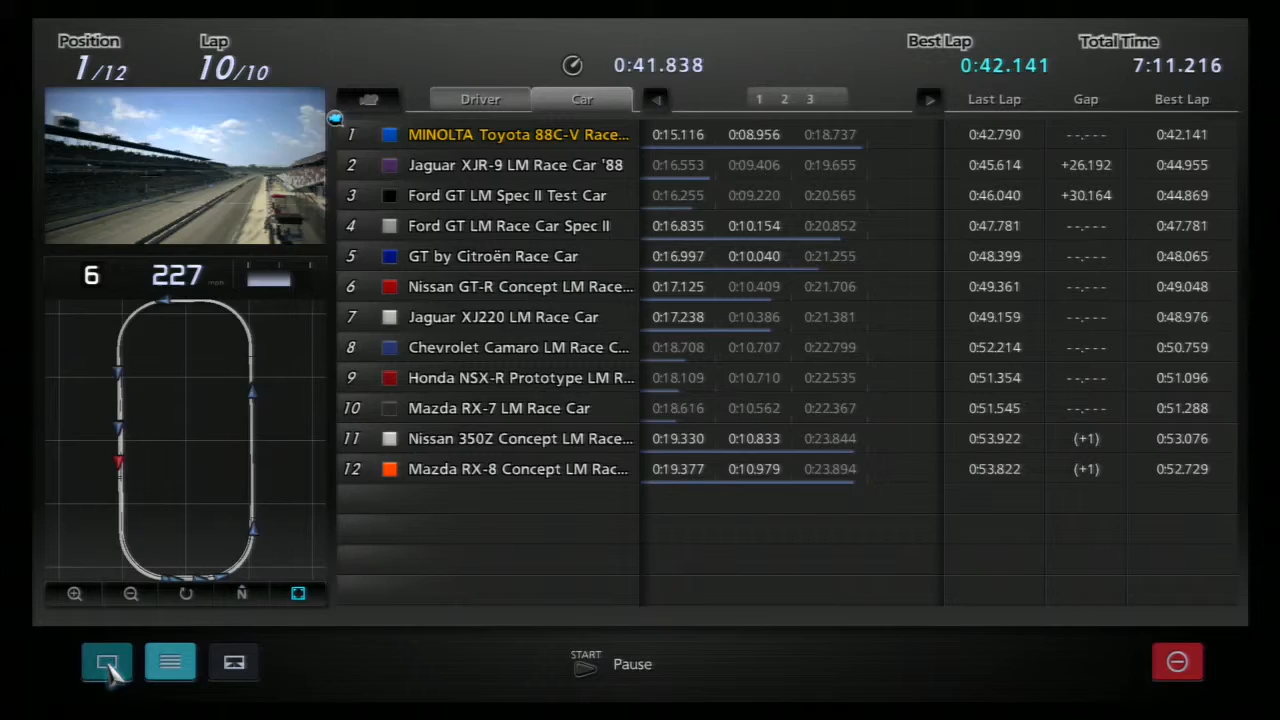 Position Lap Best Lap Total Time
1/12 10/10 0:41.838 0:42.141 7:11.216
Driver Car 1 2 3 Last Lap Gap Best Lap
1 MINOLTA Toyota 88C-V Race... 0:15.116 0:08.956 0:18.737 0:42.790 --.--- 0:42.141
2 Jaguar XJR-9 LM Race Car '88 0:16.553 0:09.406 0:19.655 0:45.614 +26.192 0:44.955
3 Ford GT LM Spec II Test Car 0:16.255 0:09.220 0:20.565 0:46.040 +30.164 0:44.869
4 Ford GT LM Race Car Spec II 0:16.835 0:10.154 0:20.852 0:47.781 --.--- 0:47.781
5 GT by Citroën Race Car 0:16.997 0:10.040 0:21.255 0:48.399 --.--- 0:48.065
6 Nissan GT-R Concept LM Race... 0:17.125 0:10.409 0:21.706 0:49.361 --.--- 0:49.048
7 Jaguar XJ220 LM Race Car 0:17.238 0:10.386 0:21.381 0:49.159 --.--- 0:48.976
8 Chevrolet Camaro LM Race C... 0:18.708 0:10.707 0:22.799 0:52.214 --.--- 0:50.759
9 Honda NSX-R Prototype LM R... 0:18.109 0:10.710 0:22.535 0:51.354 --.--- 0:51.096
10 Mazda RX-7 LM Race Car 0:18.616 0:10.562 0:22.367 0:51.545 --.--- 0:51.288
11 Nissan 350Z Concept LM Race... 0:19.330 0:10.833 0:23.844 0:53.922 (+1) 0:53.076
12 Mazda RX-8 Concept LM Rac... 0:19.377 0:10.979 0:23.894 0:53.822 (+1) 0:52.729
6 227 mph
N
START
Pause